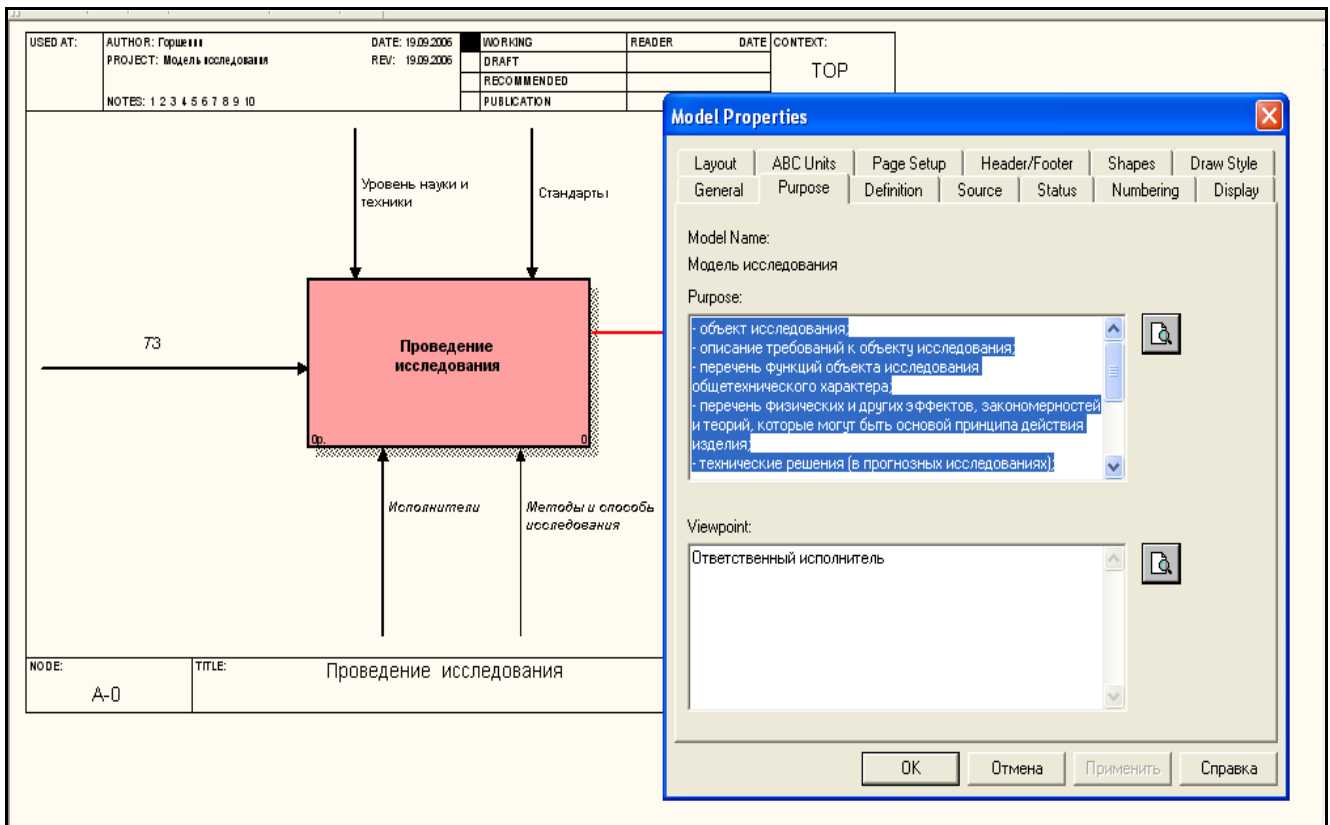 USED AT:
AUTHOR: Горшенин
DATE: 19.09.2006
WORKING
READER
DATE
CONTEXT:
PROJECT: Модель исследования
REV: 19.09.2006
DRAFT
TOP
RECOMMENDED
NOTES: 1 2 3 4 5 6 7 8 9 10
PUBLICATION
Уровень науки и
техники
Стандарты
ТЗ
Проведение
исследования
0р.
0
Исполнители
Методы и способы
исследования
NODE:
A-0
TITLE:
Проведение исследования
Model Properties
Layout
ABC Units
Page Setup
Header/Footer
Shapes
Draw Style
General
Purpose
Definition
Source
Status
Numbering
Display
Model Name:
Модель исследования
Purpose:
- объект исследования;
- описание требований к объекту исследования;
- перечень функций объекта исследования
общетехнического характера;
- перечень физических и других эффектов, закономерностей
и теорий, которые могут быть основой принципа действия
изделия;
- технические решения (в прогнозных исследованиях);
Viewpoint:
Ответственный исполнитель
OK
Отмена
Применить
Справка